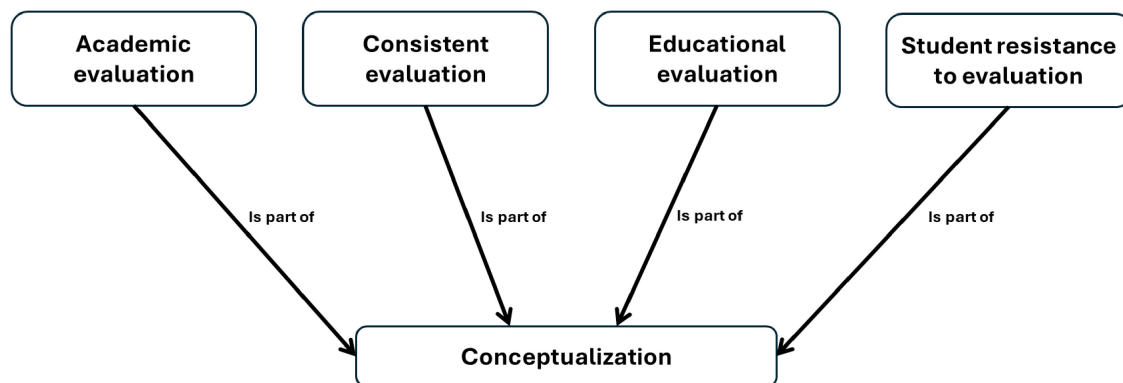 Academic
evaluation
Consistent
evaluation
Educational
evaluation
Student resistance
to evaluation
Is part of
Is part of
Is part of
Is part of
Conceptualization